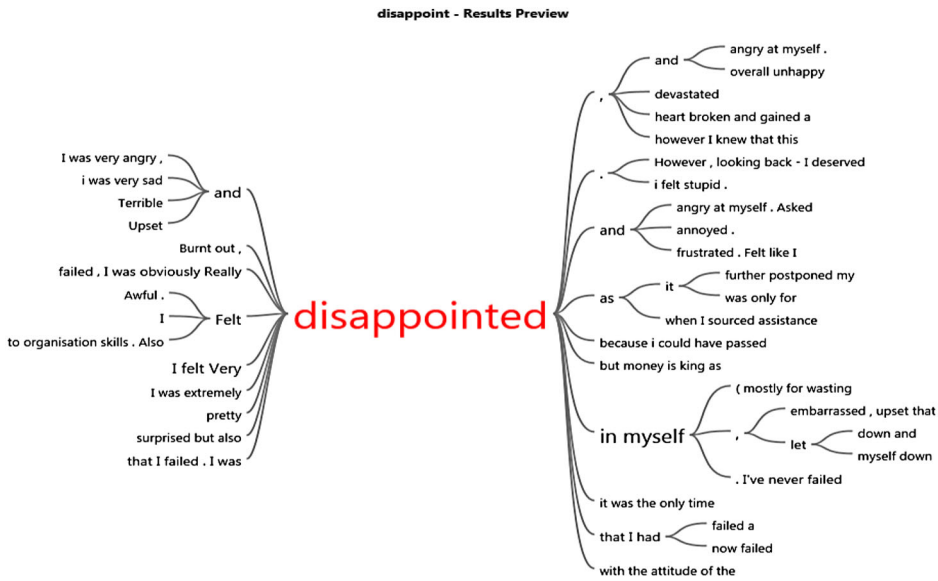 disappoint - Results Preview
I was very angry ,
i was very sad
Terrible
Upset
and
Burnt out ,
failed , I was obviously Really
Awful .
I
to organisation skills . Also
Felt
I felt Very
I was extremely
pretty
surprised but also
that I failed . I was
disappointed
,
and
angry at myself .
overall unhappy
devastated
heart broken and gained a
however I knew that this
.
However , looking back - I deserved
i felt stupid .
and
angry at myself . Asked
annoyed .
frustrated . Felt like I
as
it
further postponed my
was only for
when I sourced assistance
because i could have passed
but money is king as
in myself
( mostly for wasting
,
embarrassed , upset that
let
down and
myself down
. I've never failed
it was the only time
that I had
failed a
now failed
with the attitude of the